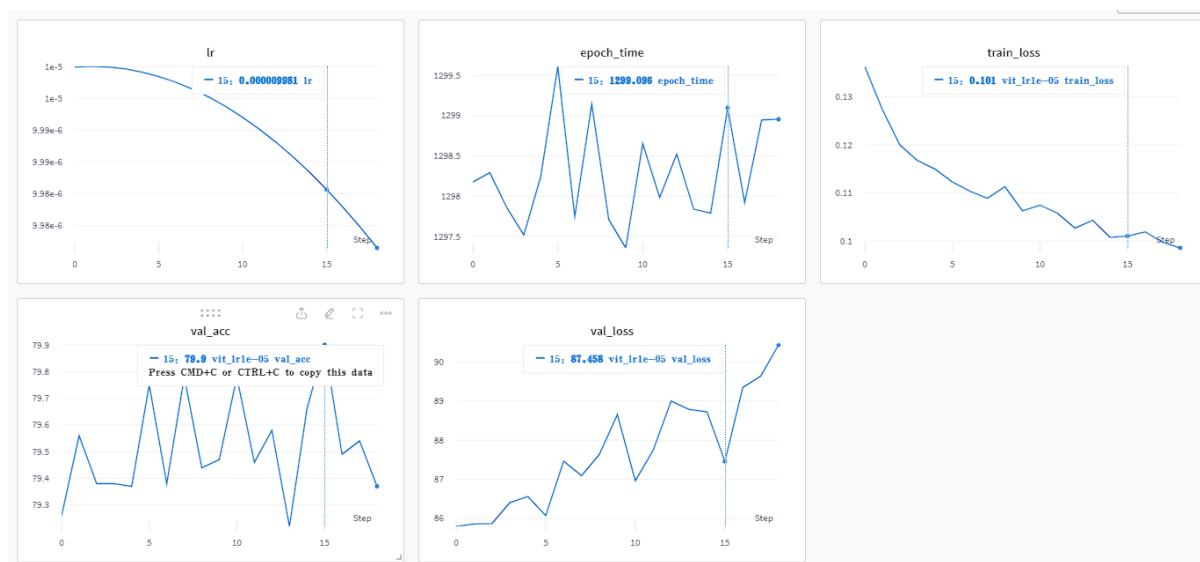 lr
1e-5
1e-5
9.99e-6
9.99e-6
9.98e-6
9.98e-6
15: 0.000009981 lr
Step
0 5 10 15
epoch_time
1299.5
1299
1298.5
1298
1297.5
15: 1299.096 epoch_time
Step
0 5 10 15
train_loss
0.13
0.12
0.11
0.1
15: 0.101 vit_lr1e-05 train_loss
Step
0 5 10 15
val_acc
79.9
79.8
79.7
79.6
79.5
79.4
79.3
15: 79.9 vit_lr1e-05 val_acc
Press CMD+C or CTRL+C to copy this data
Step
0 5 10 15
val_loss
90
89
88
87
86
15: 87.458 vit_lr1e-05 val_loss
Step
0 5 10 15